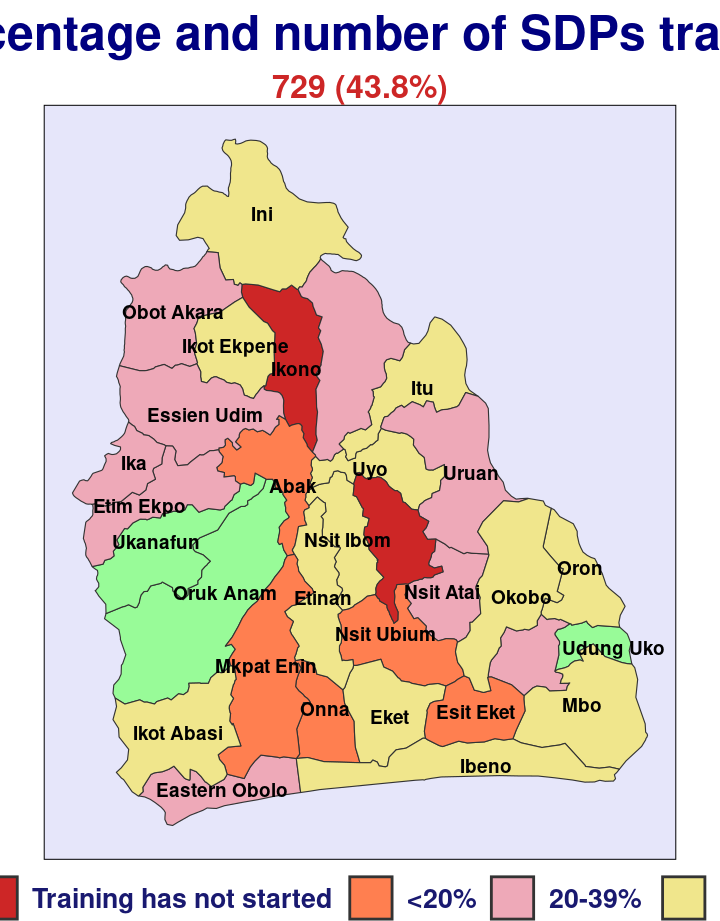 centage and number of SDPs tra
729 (43.8%)
Ini
Obot Akara
Ikot Ekpene
Ikono
Itu
Essien Udim
Ika
Uyo
Uruan
Abak
Etim Ekpo
Ukanafun
Nsit Ibom
Oron
Oruk Anam
Etinan
Nsit Atai
Okobo
Nsit Ubium
Udung Uko
Mkpat Enin
Onna
Eket
Esit Eket
Mbo
Ikot Abasi
Ibeno
Eastern Obolo
Training has not started <20% 20-39%